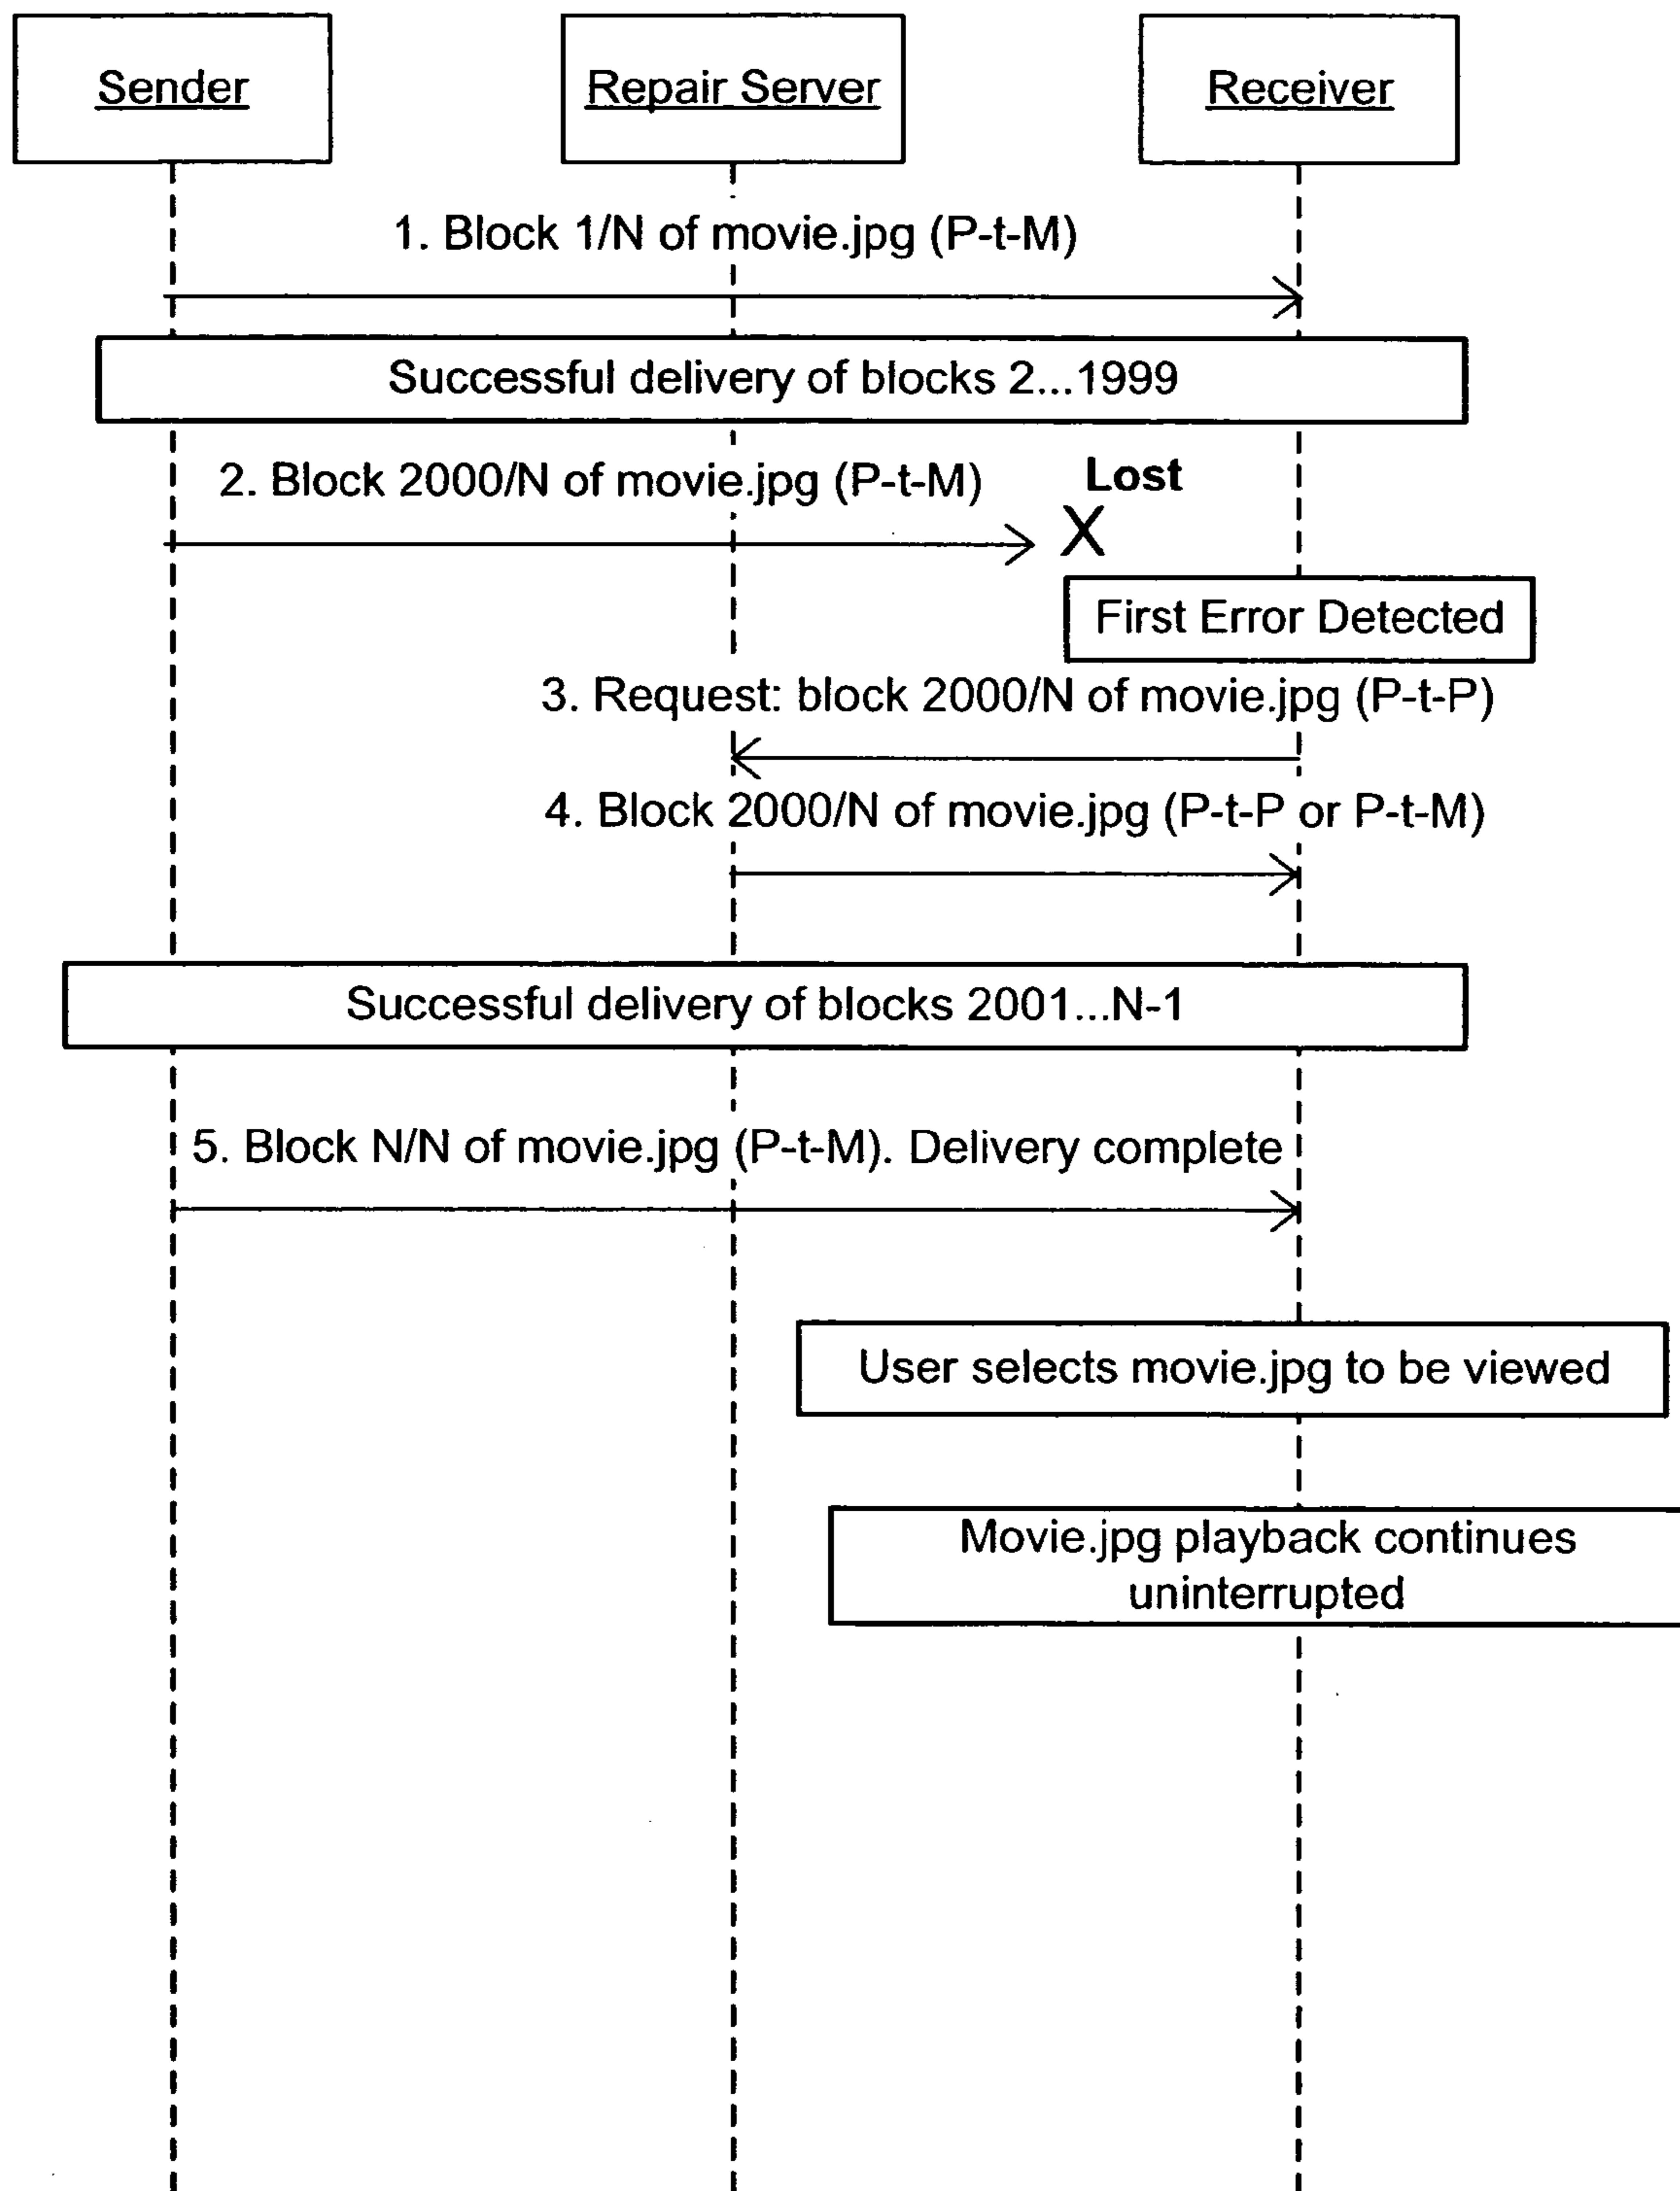 Sender
Repair Server
Receiver
1. Block 1/N of movie.jpg (P-t-M)
Successful delivery of blocks 2...1999
2. Block 2000/N of movie.jpg (P-t-M)
Lost
X
First Error Detected
3. Request: block 2000/N of movie.jpg (P-t-P)
4. Block 2000/N of movie.jpg (P-t-P or P-t-M)
Successful delivery of blocks 2001...N-1
5. Block N/N of movie.jpg (P-t-M). Delivery complete
User selects movie.jpg to be viewed
Movie.jpg playback continues
uninterrupted